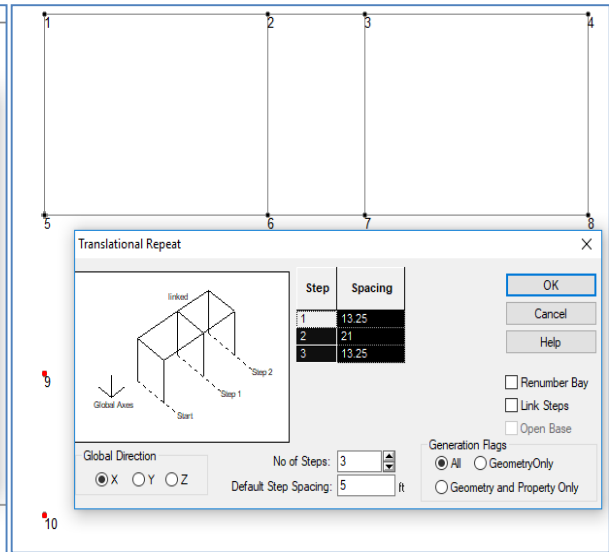 1 2 3 4
5 6 7 8
Translational Repeat
linked
Step 2
Step 1
Start
Global Axes
Step Spacing
1 13.25
2 21
3 13.25
OK
Cancel
Help
Renumber Bay
Link Steps
Open Base
Global Direction
X Y Z
No of Steps: 3
Default Step Spacing: 5 ft
Generation Flags
All GeometryOnly
Geometry and Property Only
9
10